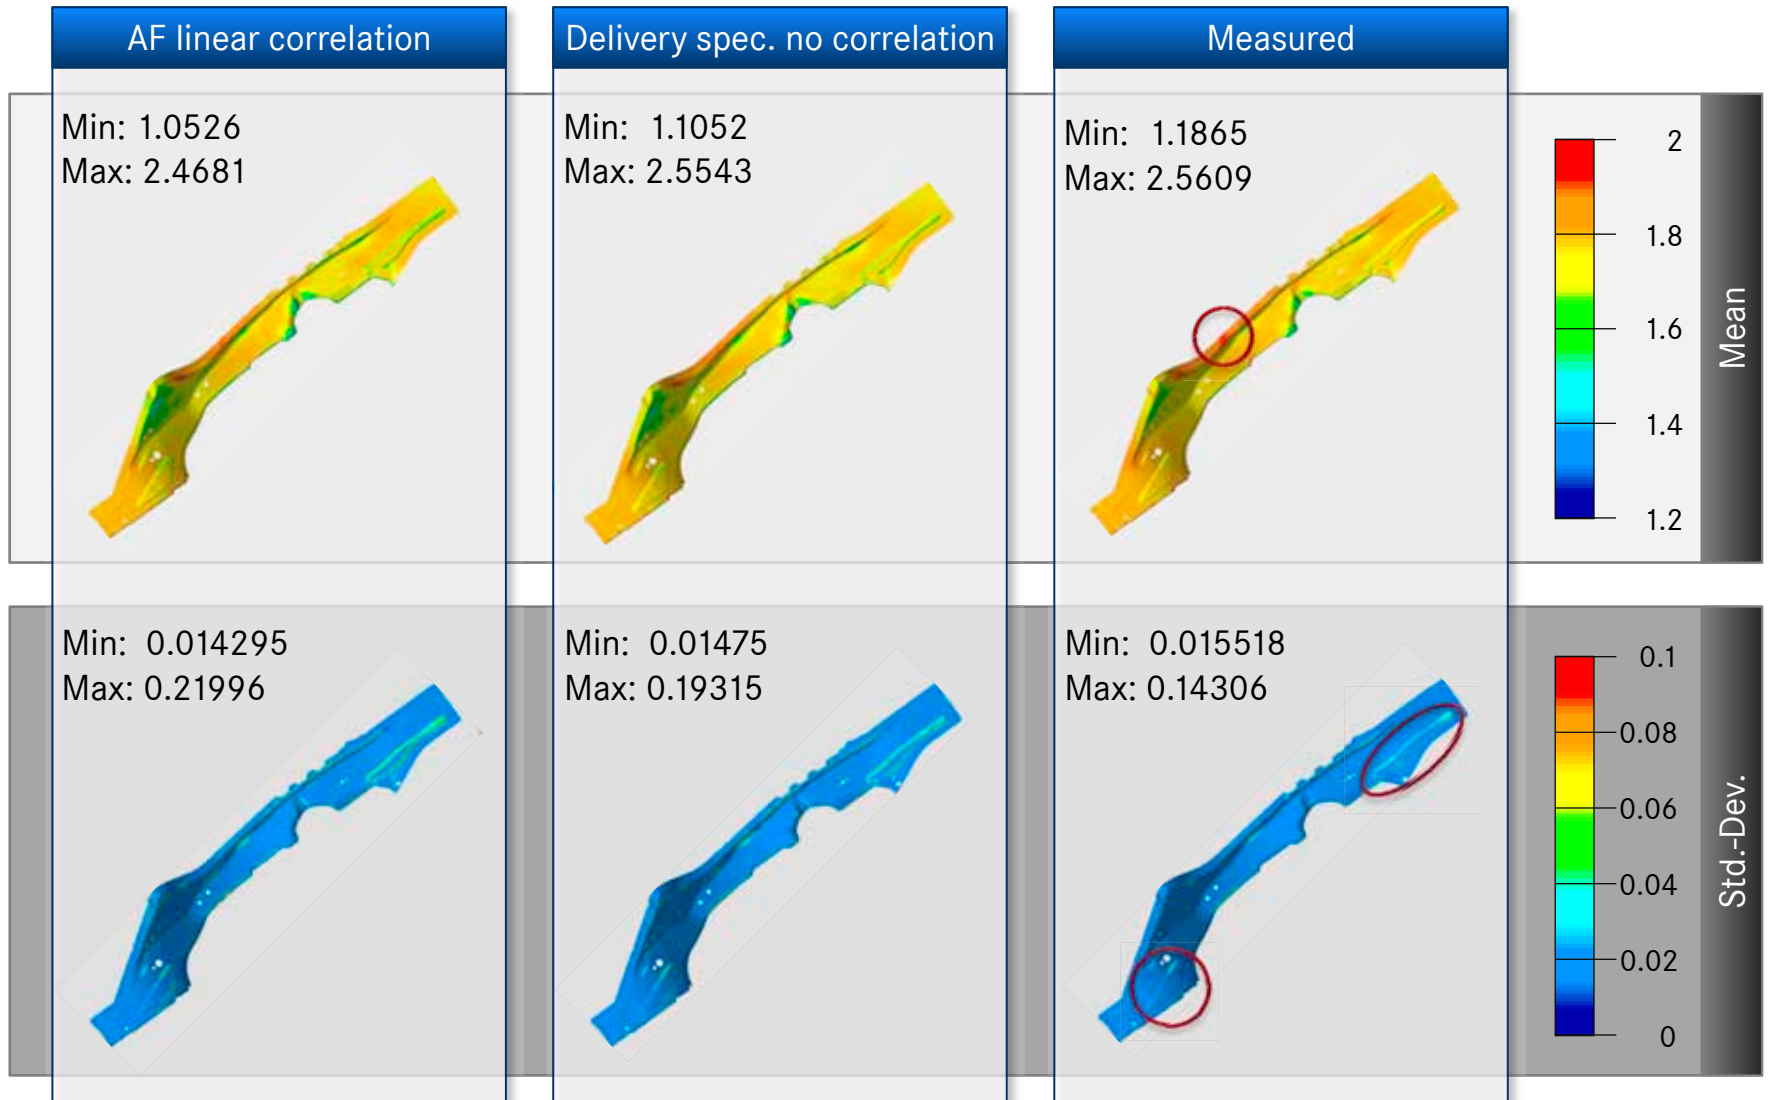 AF linear correlation
Delivery spec. no correlation
Measured
Min: 1.0526
Max: 2.4681
Min: 1.1052
Max: 2.5543
Min: 1.1865
Max: 2.5609
2
1.8
1.6
1.4
1.2
Mean
Min: 0.014295
Max: 0.21996
Min: 0.01475
Max: 0.19315
Min: 0.015518
Max: 0.14306
0.1
0.08
0.06
0.04
0.02
0
Std.-Dev.